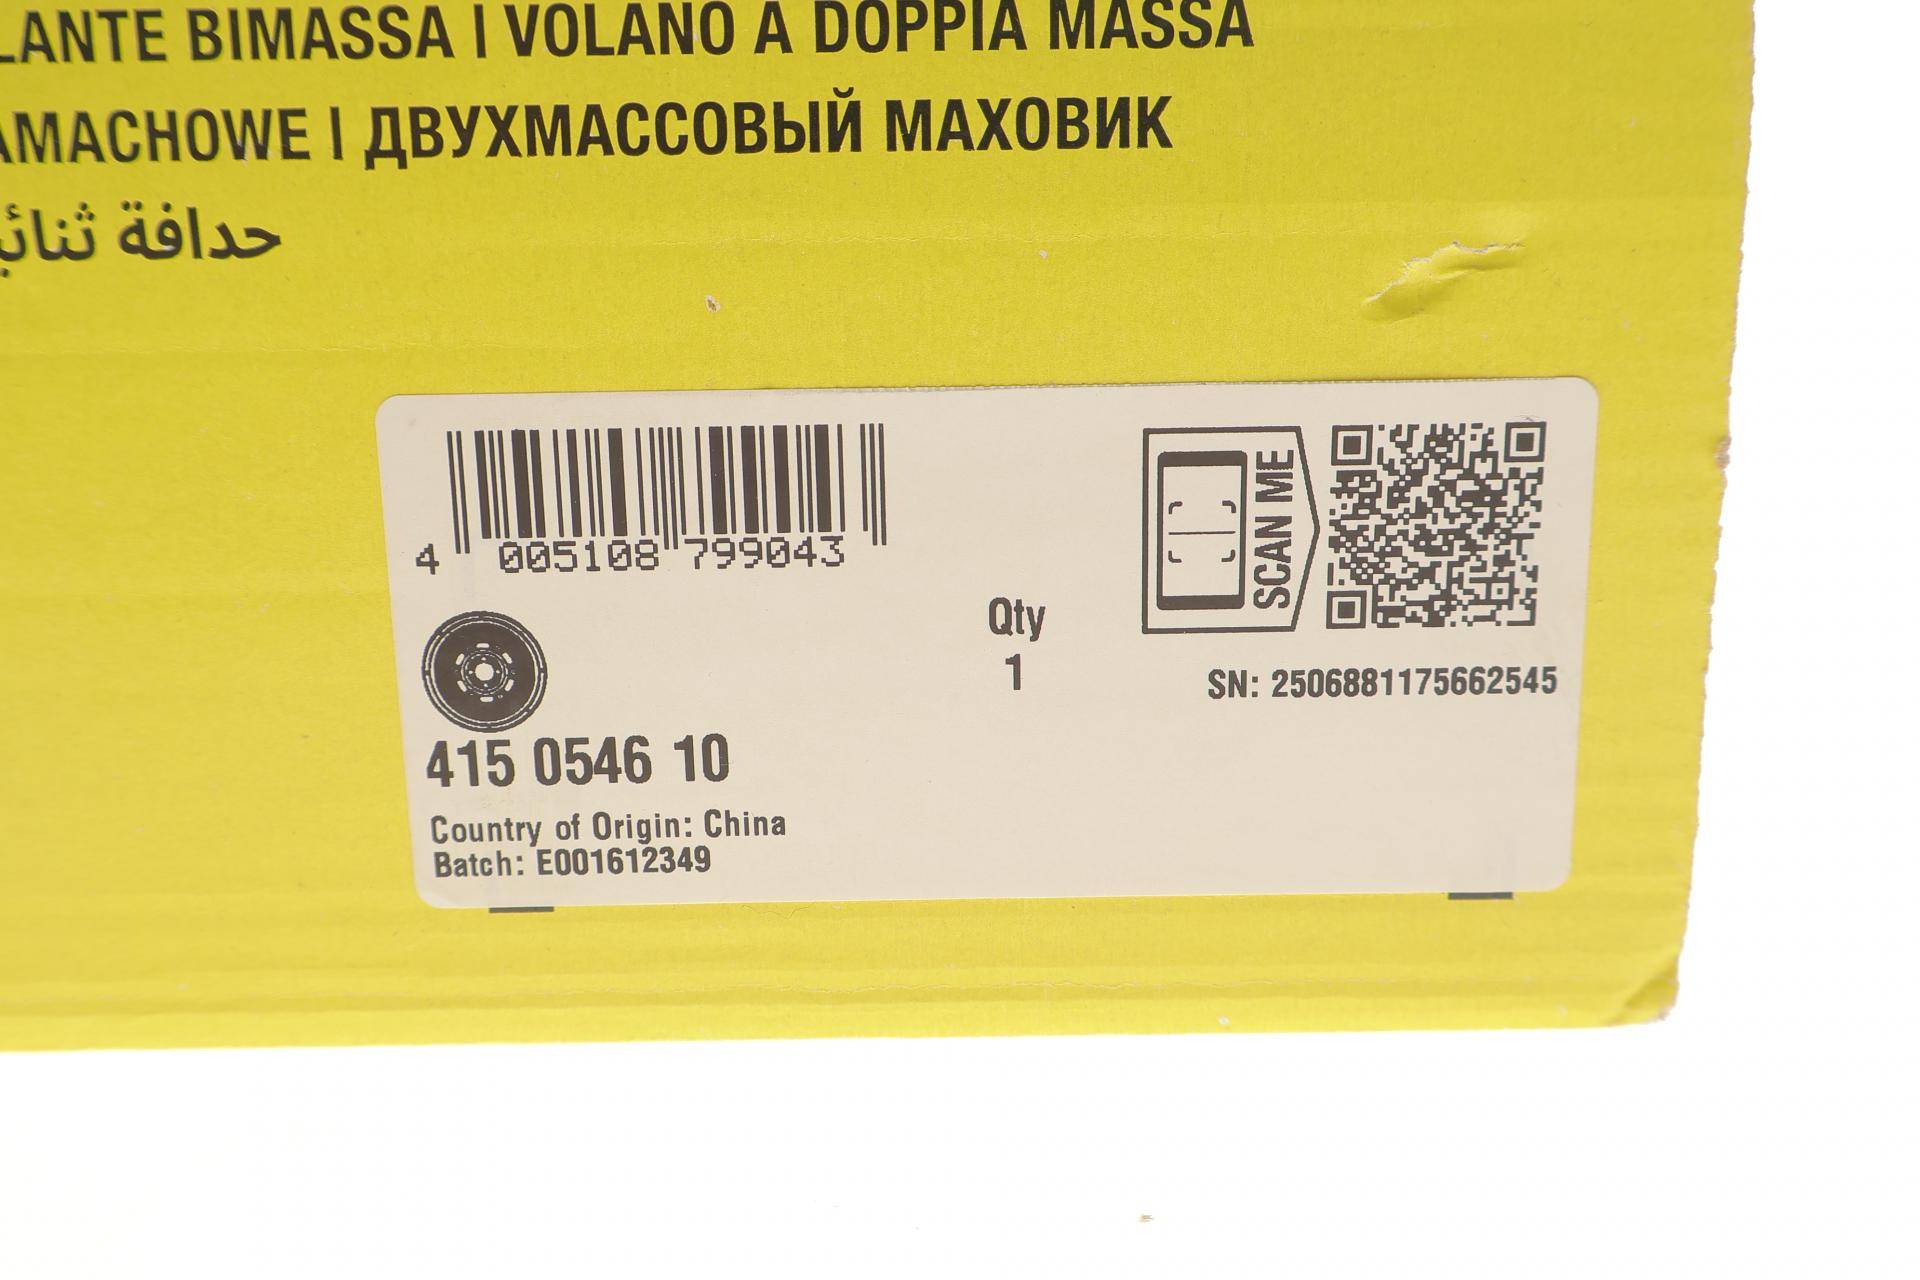 LANTE BIMASSA | VOLANO A DOPPIA MASSA
AMACHOWE | ДВУХМАССОВЫЙ МАХОВИК
حدافة
4 005108 799043
SCAN ME
Qty
1
SN: 2506881175662545
415 0546 10
Country of Origin: China
Batch: E001612349